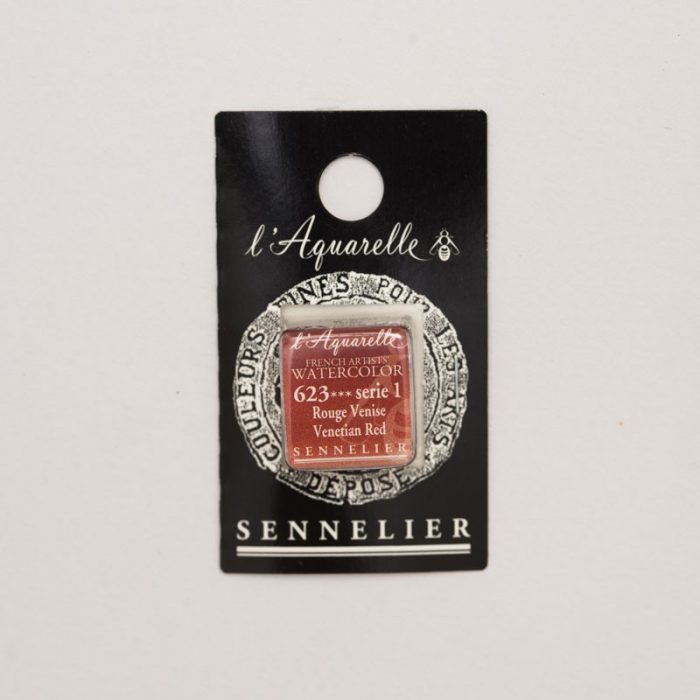 l'Aquarelle
COULEURS FINES POUR LES ARTS
DÉPOSÉ
l'Aquarelle
FRENCH ARTISTS'
WATERCOLOR
623*** serie 1
Rouge Venise
Venetian Red
SENNELIER
SENNELIER